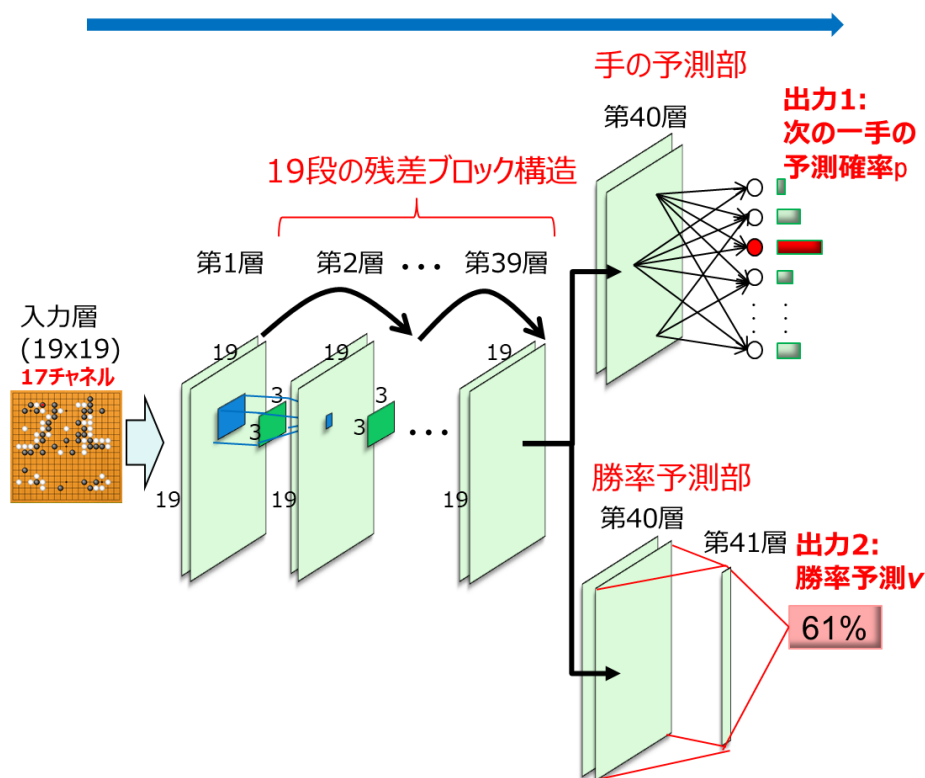 手の予測部
第40層
出力1:
次の一手の
予測確率p
19段の残差ブロック構造
第1層
第2層
･･･
第39層
入力層
(19x19)
17チャネル
19
19
19
3
3
3
3
･･･
19
19
19
勝率予測部
第40層
第41層
出力2:
勝率予測v
61%